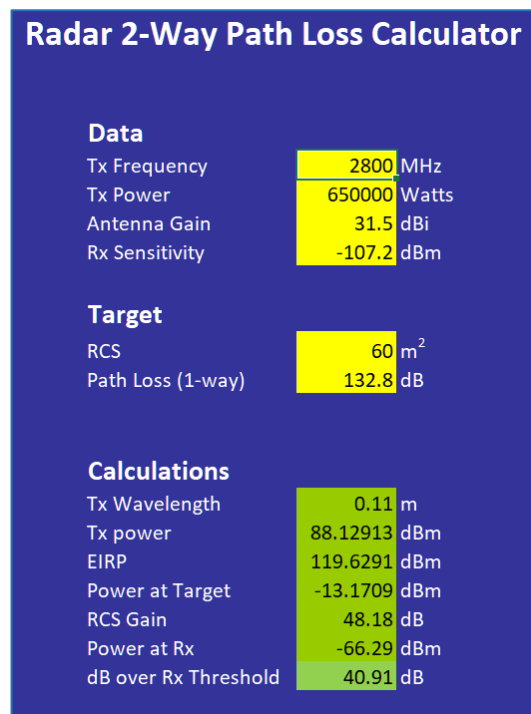 Radar 2-Way Path Loss Calculator
Data
Tx Frequency 2800 MHz
Tx Power 650000 Watts
Antenna Gain 31.5 dBi
Rx Sensitivity -107.2 dBm
Target
RCS 60 m²
Path Loss (1-way) 132.8 dB
Calculations
Tx Wavelength 0.11 m
Tx power 88.12913 dBm
EIRP 119.6291 dBm
Power at Target -13.1709 dBm
RCS Gain 48.18 dB
Power at Rx -66.29 dBm
dB over Rx Threshold 40.91 dB